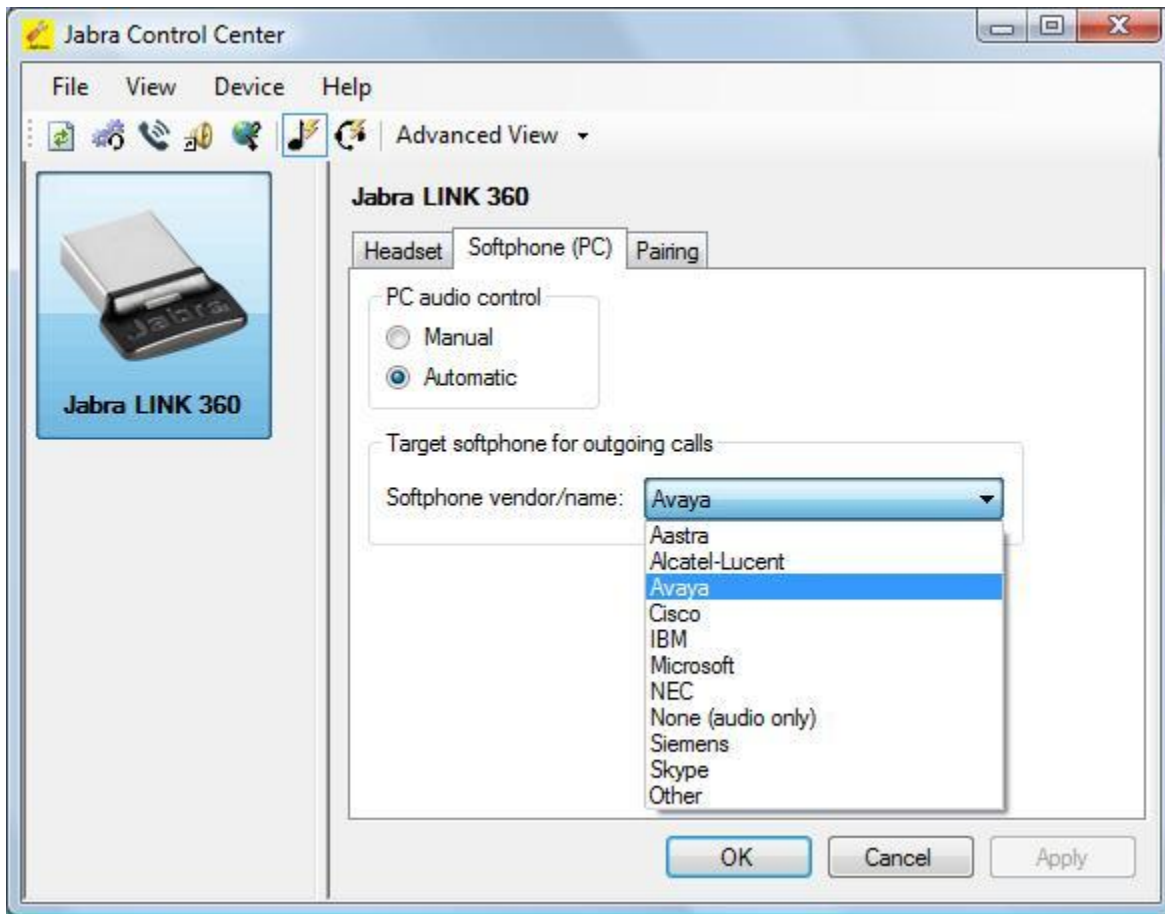 Jabra Control Center
File View Device Help
Advanced View
Jabra
Jabra LINK 360
Jabra LINK 360
Headset Softphone (PC) Pairing
PC audio control
Manual
Automatic
Target softphone for outgoing calls
Softphone vendor/name: Avaya
Aastra
Alcatel-Lucent
Avaya
Cisco
IBM
Microsoft
NEC
None (audio only)
Siemens
Skype
Other
OK Cancel Apply